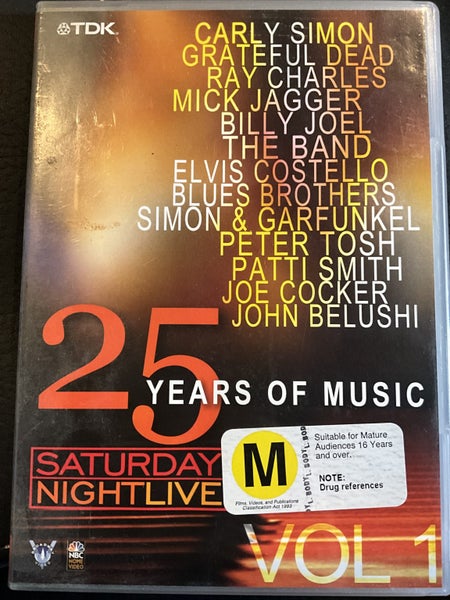 TDK
CARLY SIMON
GRATEFUL DEAD
RAY CHARLES
MICK JAGGER
BILLY JOEL
THE BAND
ELVIS COSTELLO
BLUES BROTHERS
SIMON & GARFUNKEL
PETER TOSH
PATTI SMITH
JOE COCKER
JOHN BELUSHI
25
YEARS OF MUSIC
SATURDAY
NIGHTLIVE
M
Films, Videos, and Publications
Classification Act 1993
Suitable for Mature
Audiences 16 Years
and over.
NOTE:
Drug references
VOL 1
NBC
HOME
VIDEO